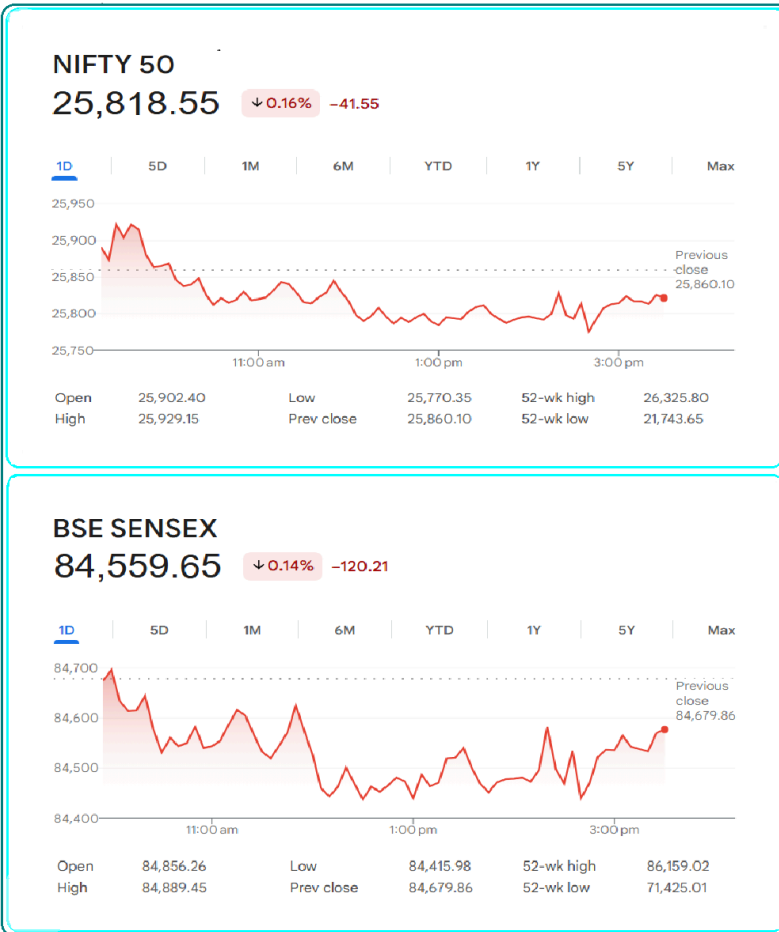 NIFTY 50
25,818.55 ↓ 0.16% −41.55
1D 5D 1M 6M YTD 1Y 5Y Max
25,950
25,900
25,850
25,800
25,750
Previous
close
25,860.10
11:00 am 1:00 pm 3:00 pm
Open 25,902.40 Low 25,770.35 52-wk high 26,325.80
High 25,929.15 Prev close 25,860.10 52-wk low 21,743.65
BSE SENSEX
84,559.65 ↓ 0.14% −120.21
1D 5D 1M 6M YTD 1Y 5Y Max
84,700
84,600
84,500
84,400
Previous
close
84,679.86
11:00 am 1:00 pm 3:00 pm
Open 84,856.26 Low 84,415.98 52-wk high 86,159.02
High 84,889.45 Prev close 84,679.86 52-wk low 71,425.01